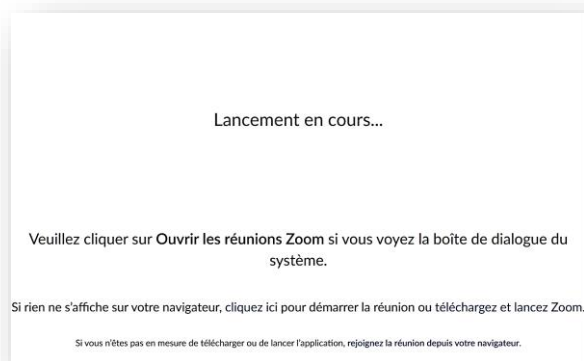 Lancement en cours...
Veuillez cliquer sur Ouvrir les réunions Zoom si vous voyez la boîte de dialogue du
système.
Si rien ne s'affiche sur votre navigateur, cliquez ici pour démarrer la réunion ou téléchargez et lancez Zoom.
Si vous n'êtes pas en mesure de télécharger ou de lancer l'application, rejoignez la réunion depuis votre navigateur.